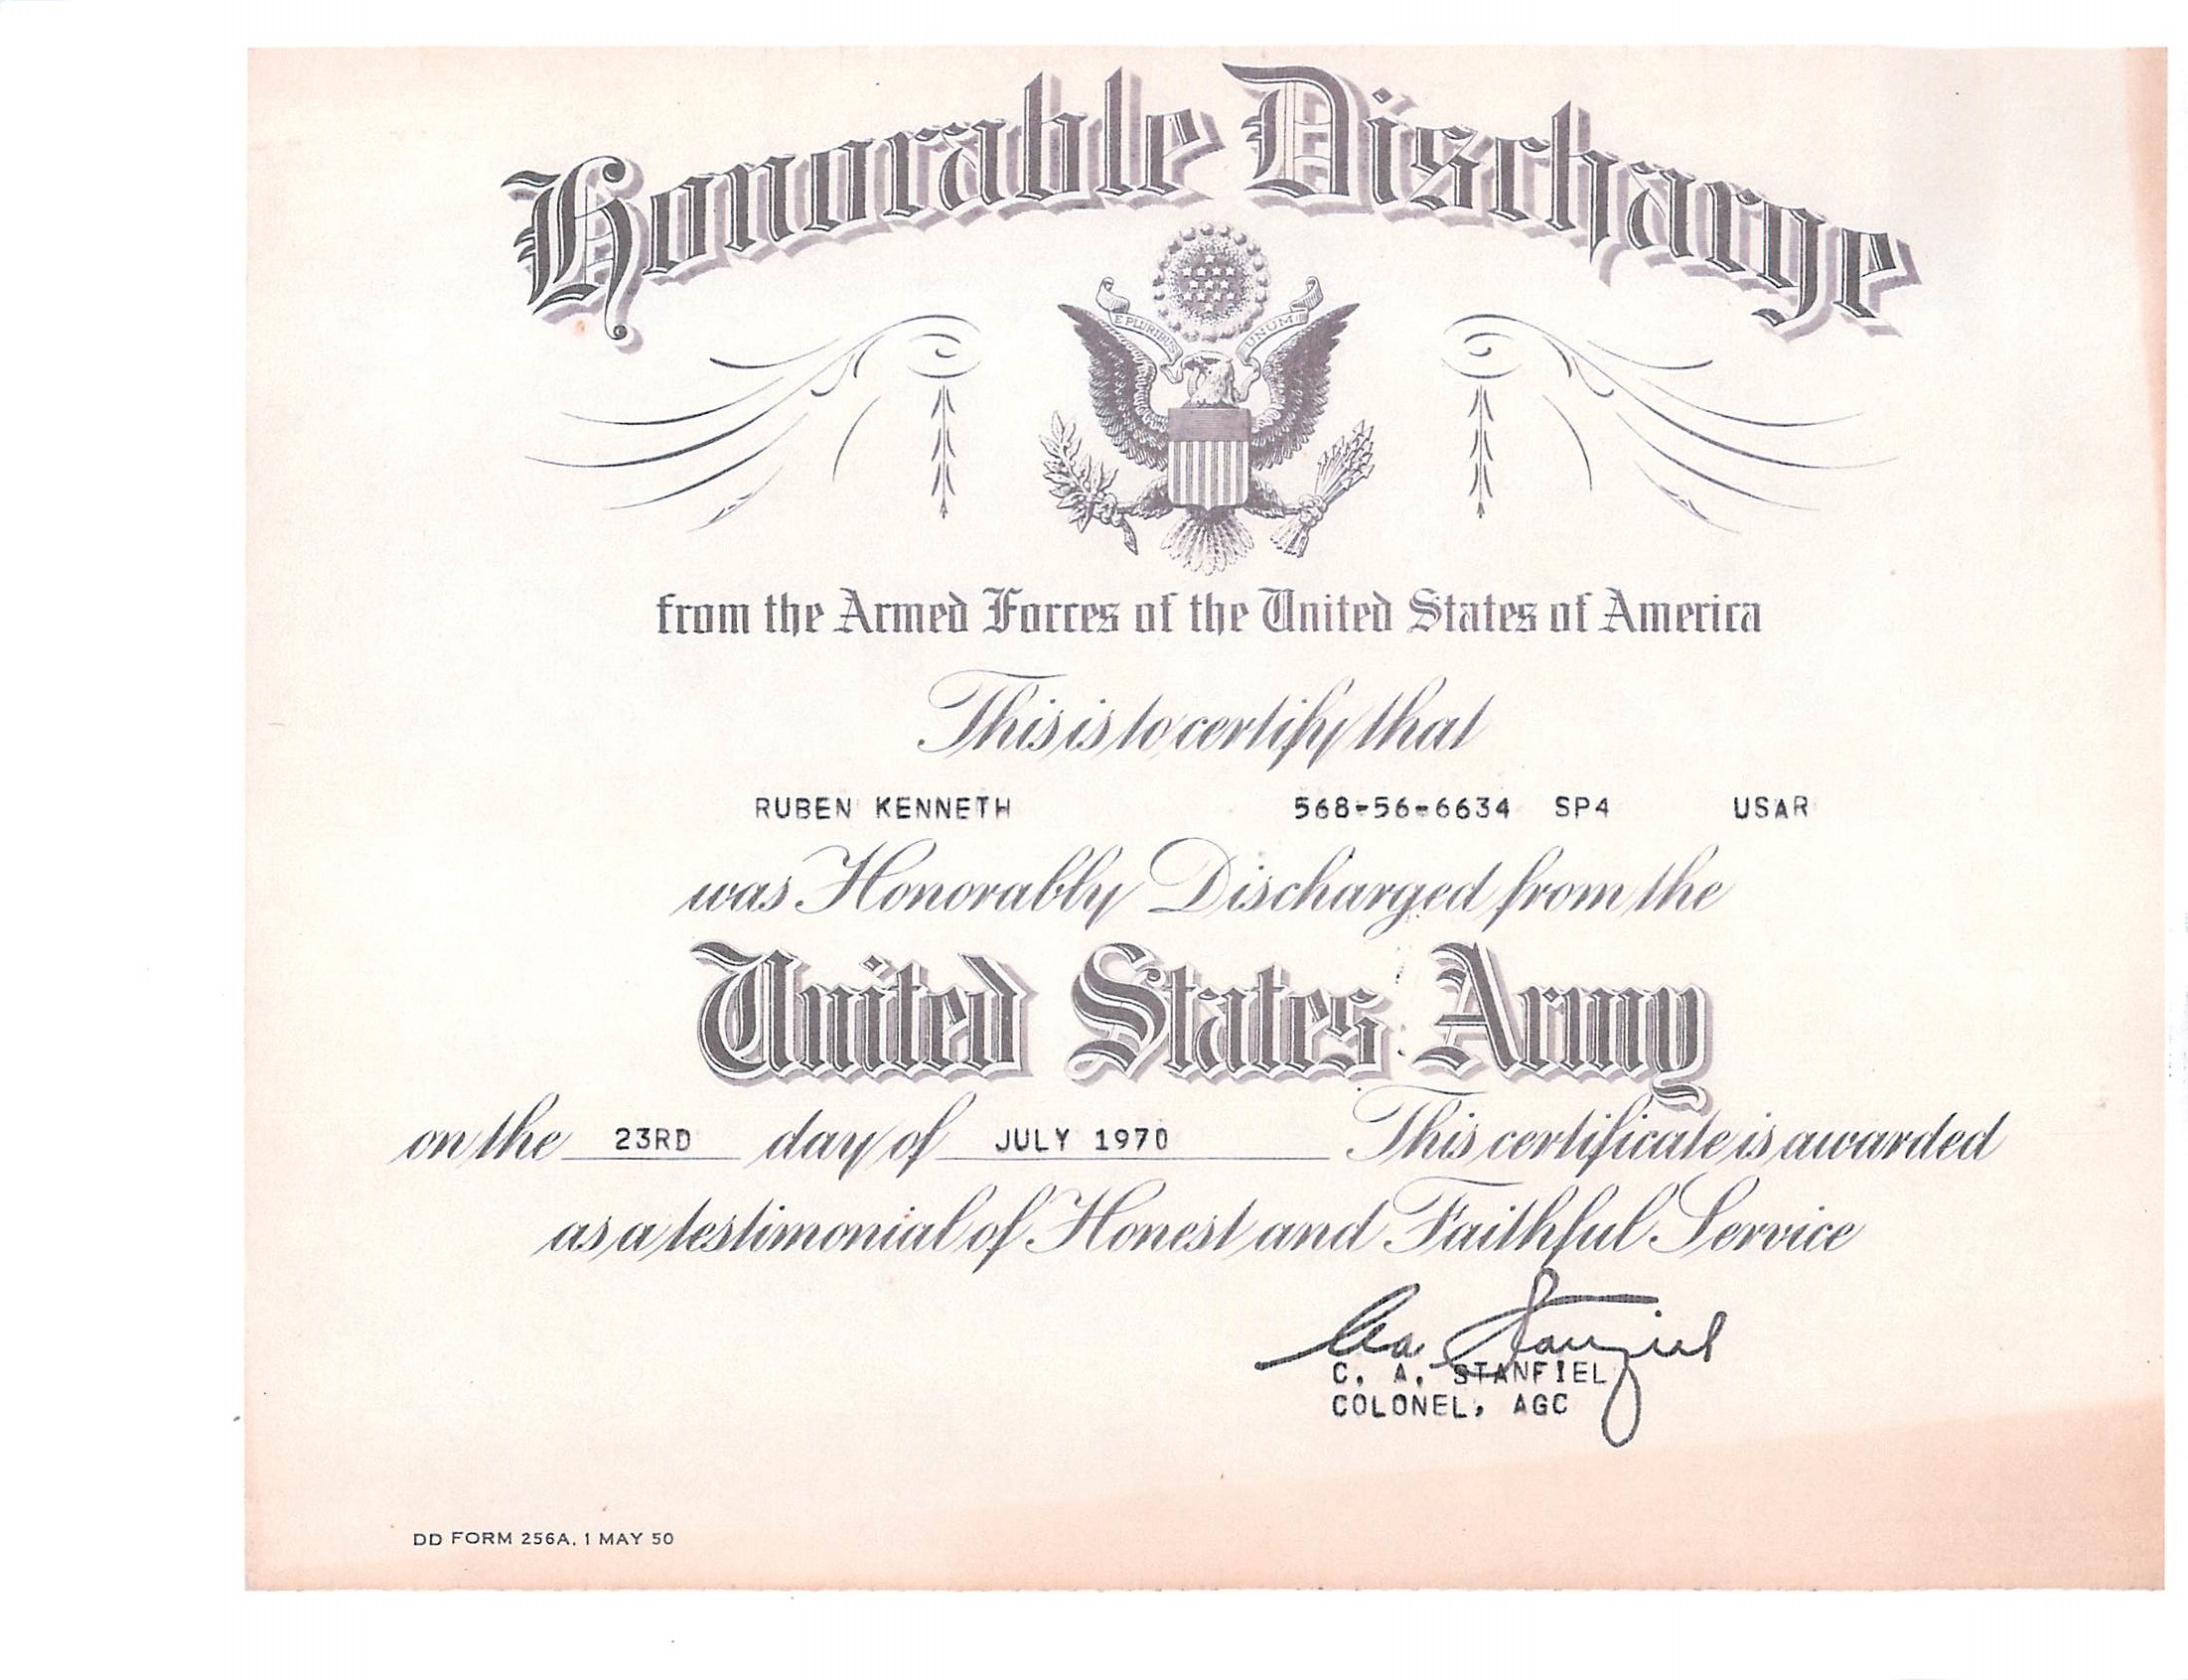 Honorable Discharge
E PLURIBUS UNUM
from the Armed Forces of the United States of America
This is to certify that
RUBEN KENNETH 568-56-6634 SP4 USAR
was Honorably Discharged from the
United States Army
on the 23RD day of JULY 1970 This certificate is awarded
as a testimonial of Honest and Faithful Service
C. A. STANFIEL
COLONEL, AGC
DD FORM 256A, 1 MAY 50